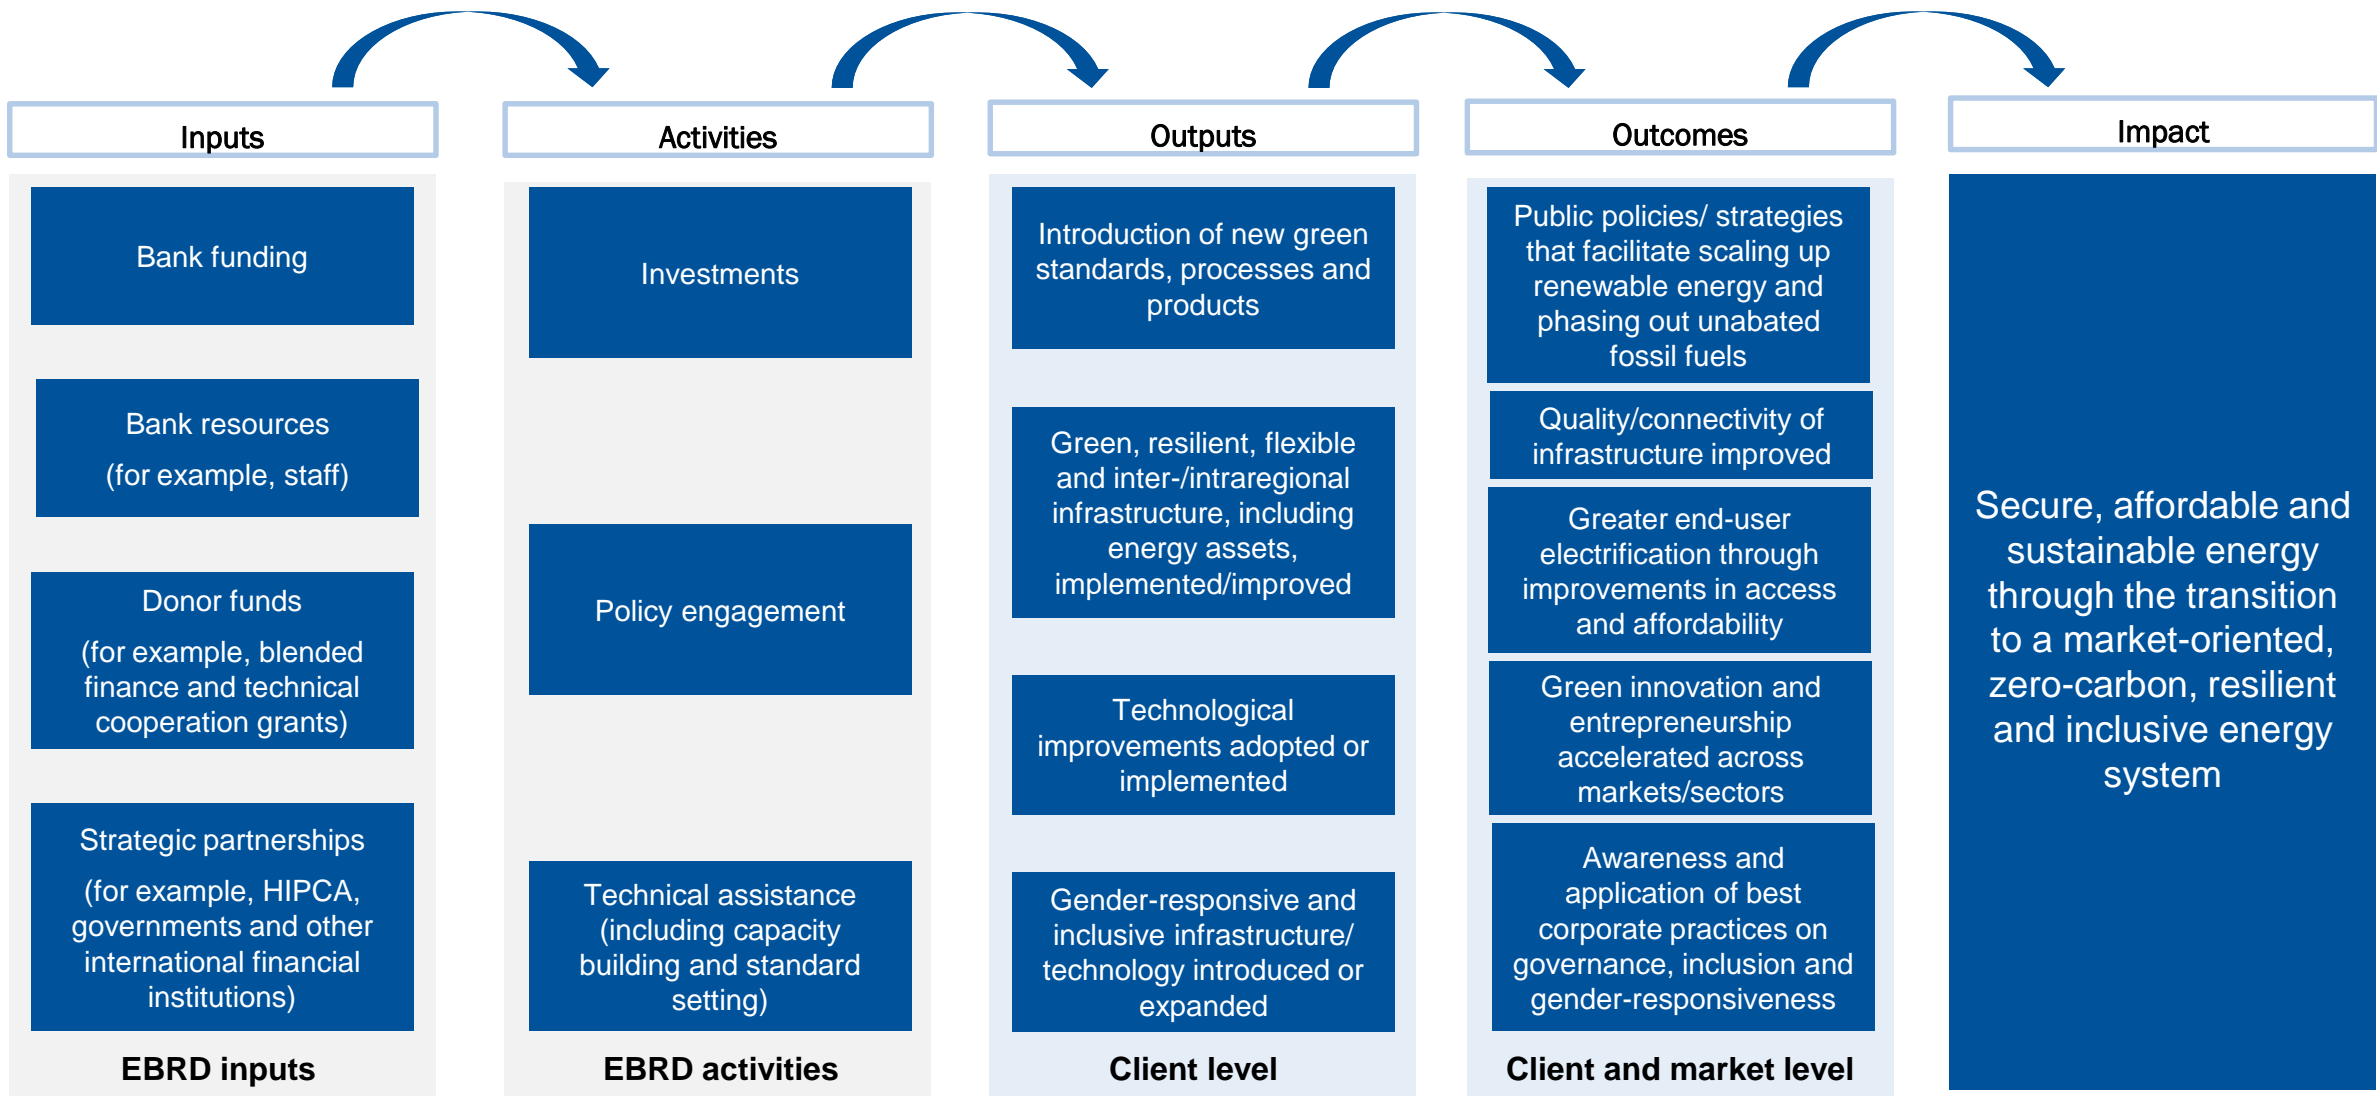 Inputs
Bank funding
Bank resources
(for example, staff)
Donor funds
(for example, blended
finance and technical
cooperation grants)
Strategic partnerships
(for example, HIPCA,
governments and other
international financial
institutions)
EBRD inputs
Activities
Investments
Policy engagement
Technical assistance
(including capacity
building and standard
setting)
EBRD activities
Outputs
Introduction of new green
standards, processes and
products
Green, resilient, flexible
and inter-/intraregional
infrastructure, including
energy assets,
implemented/improved
Technological
improvements adopted or
implemented
Gender-responsive and
inclusive infrastructure/
technology introduced or
expanded
Client level
Outcomes
Public policies/ strategies
that facilitate scaling up
renewable energy and
phasing out unabated
fossil fuels
Quality/connectivity of
infrastructure improved
Greater end-user
electrification through
improvements in access
and affordability
Green innovation and
entrepreneurship
accelerated across
markets/sectors
Awareness and
application of best
corporate practices on
governance, inclusion and
gender-responsiveness
Client and market level
Impact
Secure, affordable and
sustainable energy
through the transition
to a market-oriented,
zero-carbon, resilient
and inclusive energy
system